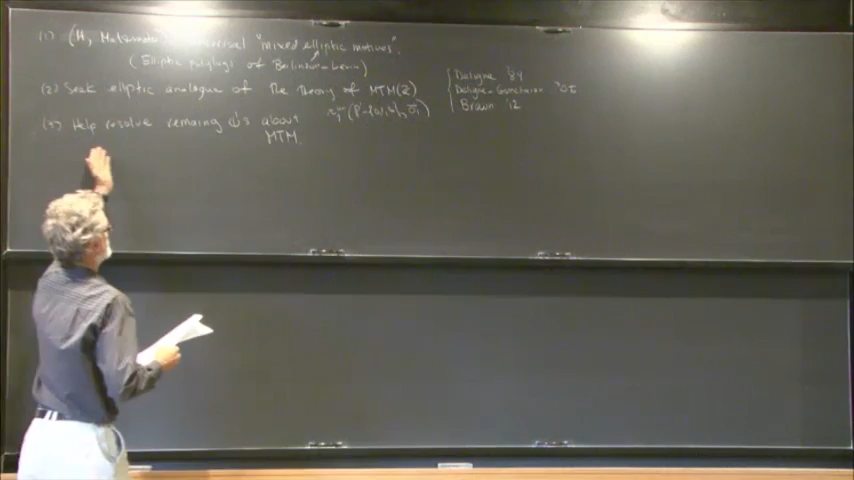 (1) (H, Matsumoto) universal "mixed elliptic motives".
(Elliptic polylogs of Beilinson-Levin)
(2) Seek elliptic analogue of the Theory of MTM(Z)
Deligne '89
Deligne-Goncharov '05
Brown '12
Help resolve remaining Q's about
MTM.